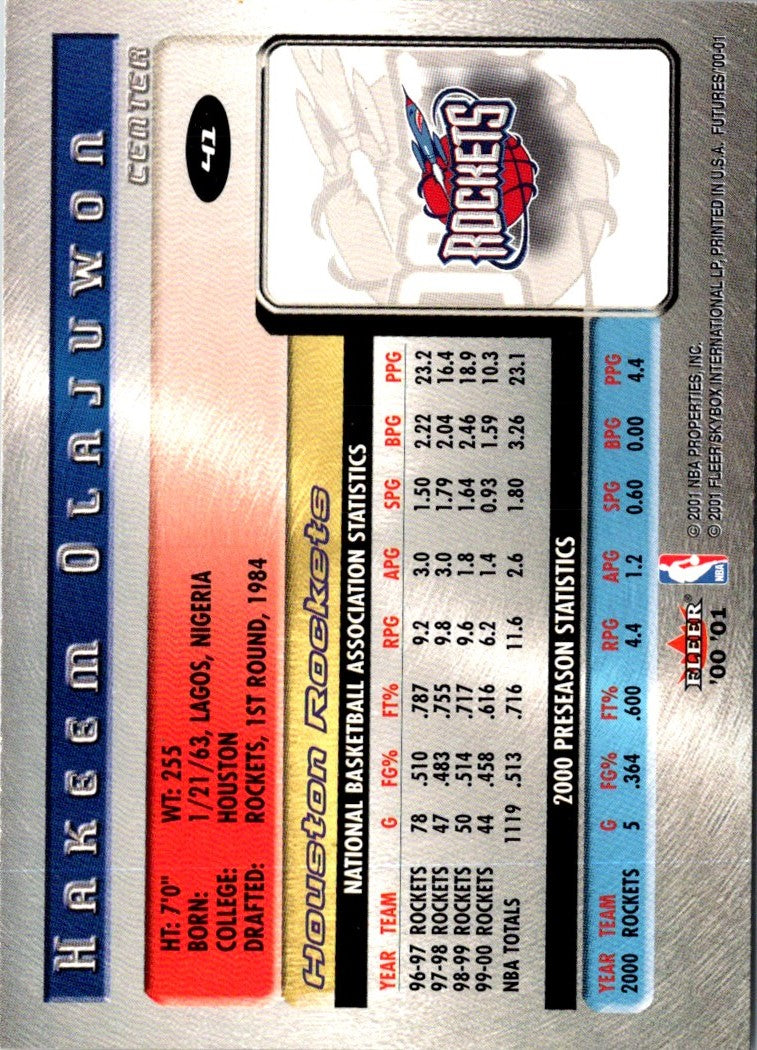 HAKEEM OLAJUWON
CENTER
41
HT: 7'0" WT: 255
BORN: 1/21/63, LAGOS, NIGERIA
COLLEGE: HOUSTON
DRAFTED: ROCKETS, 1ST ROUND, 1984
ROCKETS
Houston Rockets
NATIONAL BASKETBALL ASSOCIATION STATISTICS
YEAR TEAM G FG% FT% RPG APG SPG BPG PPG
96-97 ROCKETS 78 .510 .787 9.2 3.0 1.50 2.22 23.2
97-98 ROCKETS 47 .483 .755 9.8 3.0 1.79 2.04 16.4
98-99 ROCKETS 50 .514 .717 9.6 1.8 1.64 2.46 18.9
99-00 ROCKETS 44 .458 .616 6.2 1.4 0.93 1.59 10.3
NBA TOTALS 1119 .513 .716 11.6 2.6 1.80 3.26 23.1
2000 PRESEASON STATISTICS
YEAR TEAM G FG% FT% RPG APG SPG BPG PPG
2000 ROCKETS 5 .364 .600 4.4 1.2 0.60 0.00 4.4
FLEER
'00 '01
NBA
© 2001 NBA PROPERTIES, INC.
© 2001 FLEER/SKYBOX INTERNATIONAL LP, PRINTED IN U.S.A. FUTURES/'00-01